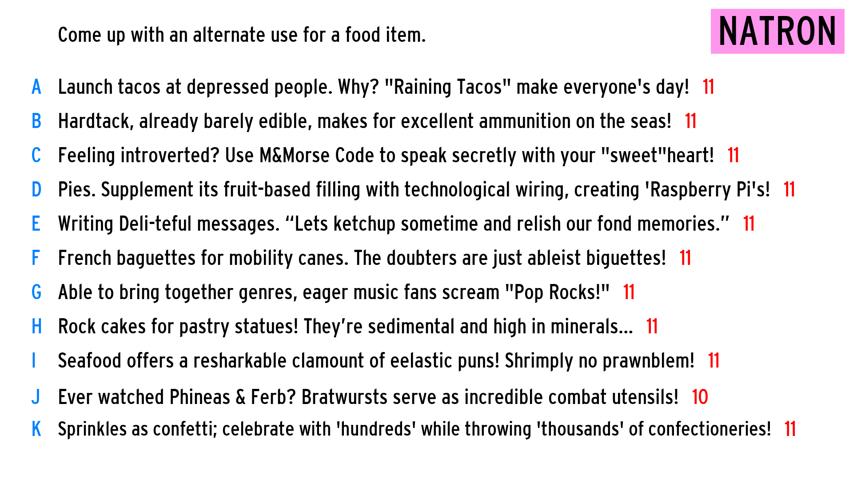 NATRON
Come up with an alternate use for a food item.
A Launch tacos at depressed people. Why? "Raining Tacos" make everyone's day! 11
B Hardtack, already barely edible, makes for excellent ammunition on the seas! 11
C Feeling introverted? Use M&Morse Code to speak secretly with your "sweet"heart! 11
D Pies. Supplement its fruit-based filling with technological wiring, creating 'Raspberry Pi's! 11
E Writing Deli-teful messages. “Lets ketchup sometime and relish our fond memories.” 11
F French baguettes for mobility canes. The doubters are just ableist biguettes! 11
G Able to bring together genres, eager music fans scream "Pop Rocks!" 11
H Rock cakes for pastry statues! They’re sedimental and high in minerals... 11
I Seafood offers a resharkable clamount of eelastic puns! Shrimply no prawnblem! 11
J Ever watched Phineas & Ferb? Bratwursts serve as incredible combat utensils! 10
K Sprinkles as confetti; celebrate with 'hundreds' while throwing 'thousands' of confectioneries! 11